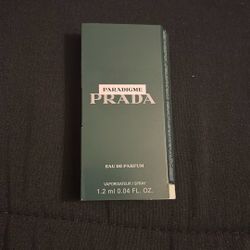 PARADIGME
PRADA
EAU DE PARFUM
VAPORISATEUR / SPRAY
1.2 ml 0.04 FL. OZ.